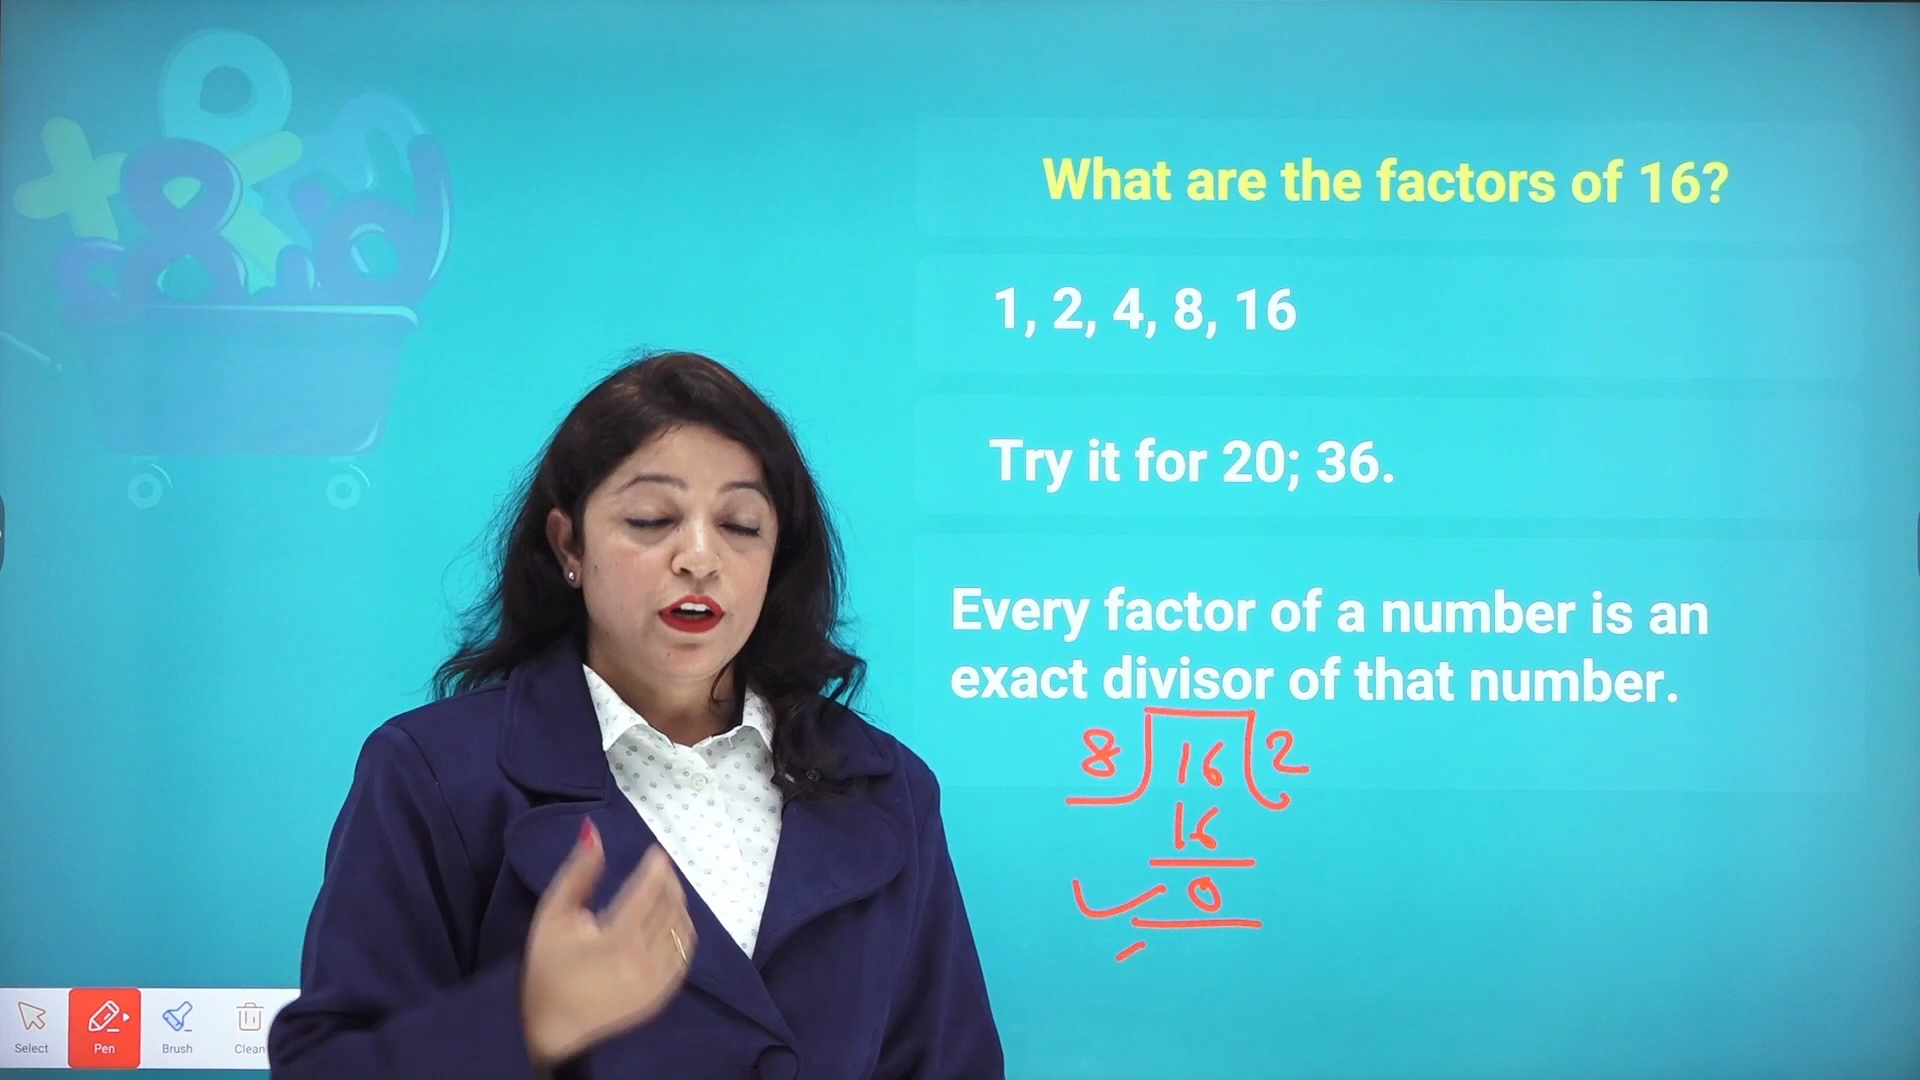 What are the factors of 16?
1, 2, 4, 8, 16
Try it for 20; 36.
Every factor of a number is an
exact divisor of that number.
8 16 2
16
0
Select Pen Brush Clean